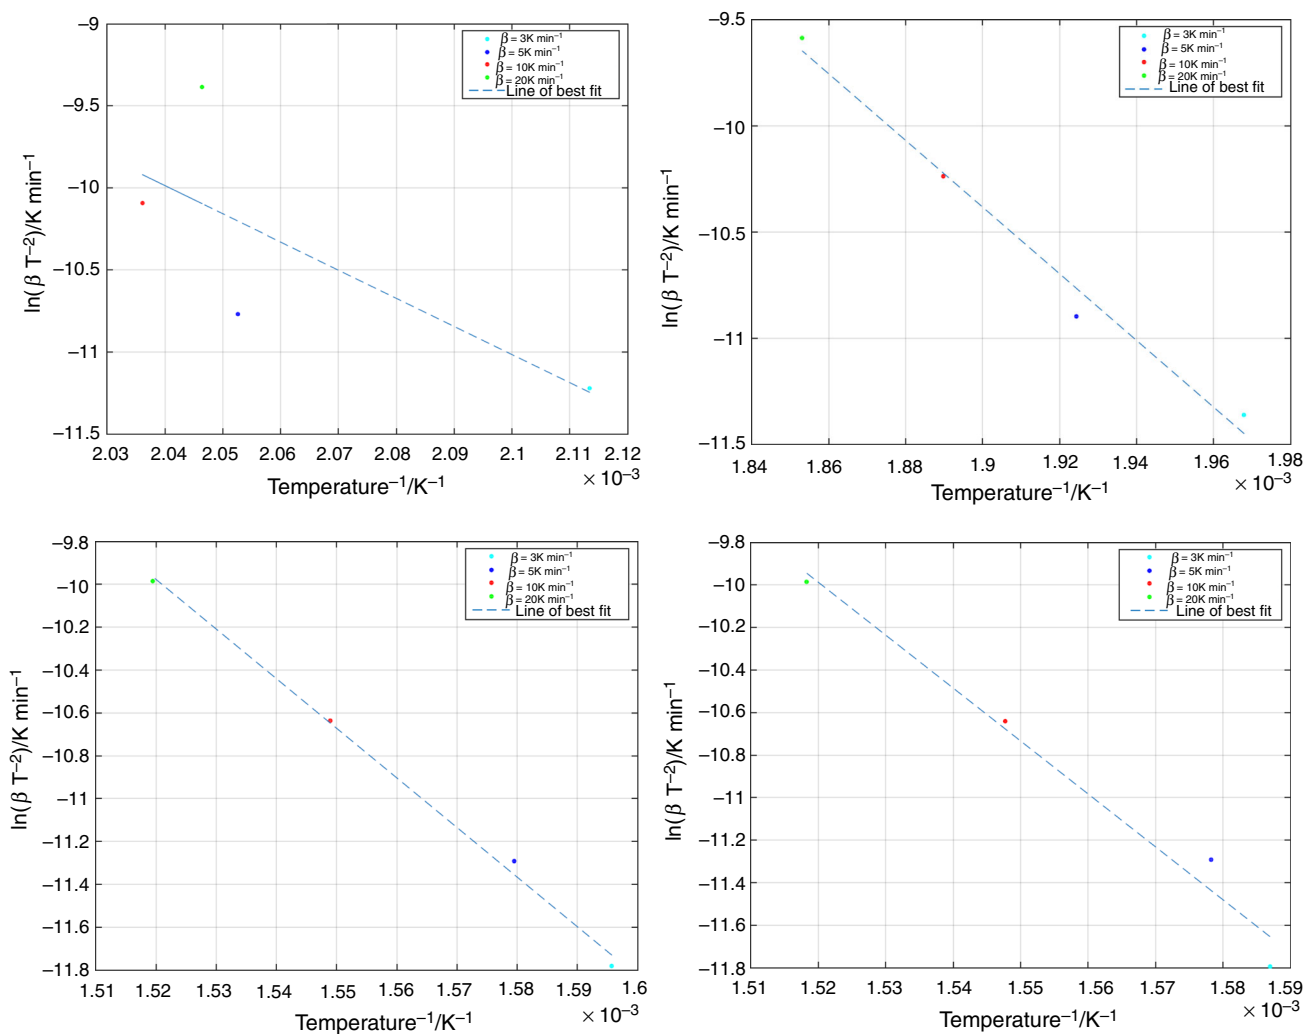 −9
−9.5
−10
−10.5
−11
−11.5
ln(β T−2)/K min−1
β = 3K min−1
β = 5K min−1
β = 10K min−1
β = 20K min−1
Line of best fit
2.03 2.04 2.05 2.06 2.07 2.08 2.09 2.1 2.11 2.12
× 10−3
Temperature−1/K−1
−9.5
−10
−10.5
−11
−11.5
ln(β T−2)/K min−1
β = 3K min−1
β = 5K min−1
β = 10K min−1
β = 20K min−1
Line of best fit
1.84 1.86 1.88 1.9 1.92 1.94 1.96 1.98
× 10−3
Temperature−1/K−1
−9.8
−10
−10.2
−10.4
−10.6
−10.8
−11
−11.2
−11.4
−11.6
−11.8
ln(β T−2)/K min−1
β = 3K min−1
β = 5K min−1
β = 10K min−1
β = 20K min−1
Line of best fit
1.51 1.52 1.53 1.54 1.55 1.56 1.57 1.58 1.59 1.6
× 10−3
Temperature−1/K−1
−9.8
−10
−10.2
−10.4
−10.6
−10.8
−11
−11.2
−11.4
−11.6
−11.8
ln(β T−2)/K min−1
β = 3K min−1
β = 5K min−1
β = 10K min−1
β = 20K min−1
Line of best fit
1.51 1.52 1.53 1.54 1.55 1.56 1.57 1.58 1.59
× 10−3
Temperature−1/K−1